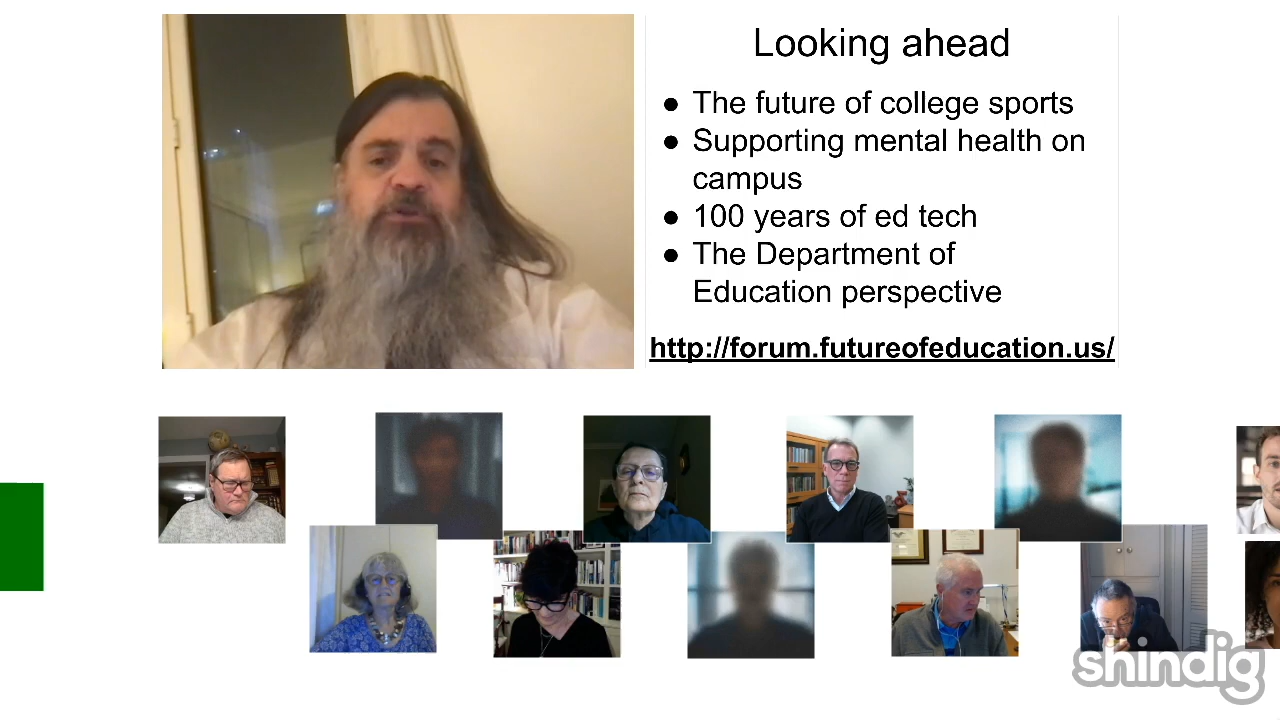 Looking ahead
● The future of college sports
● Supporting mental health on
campus
● 100 years of ed tech
● The Department of
Education perspective
http://forum.futureofeducation.us/
shindig